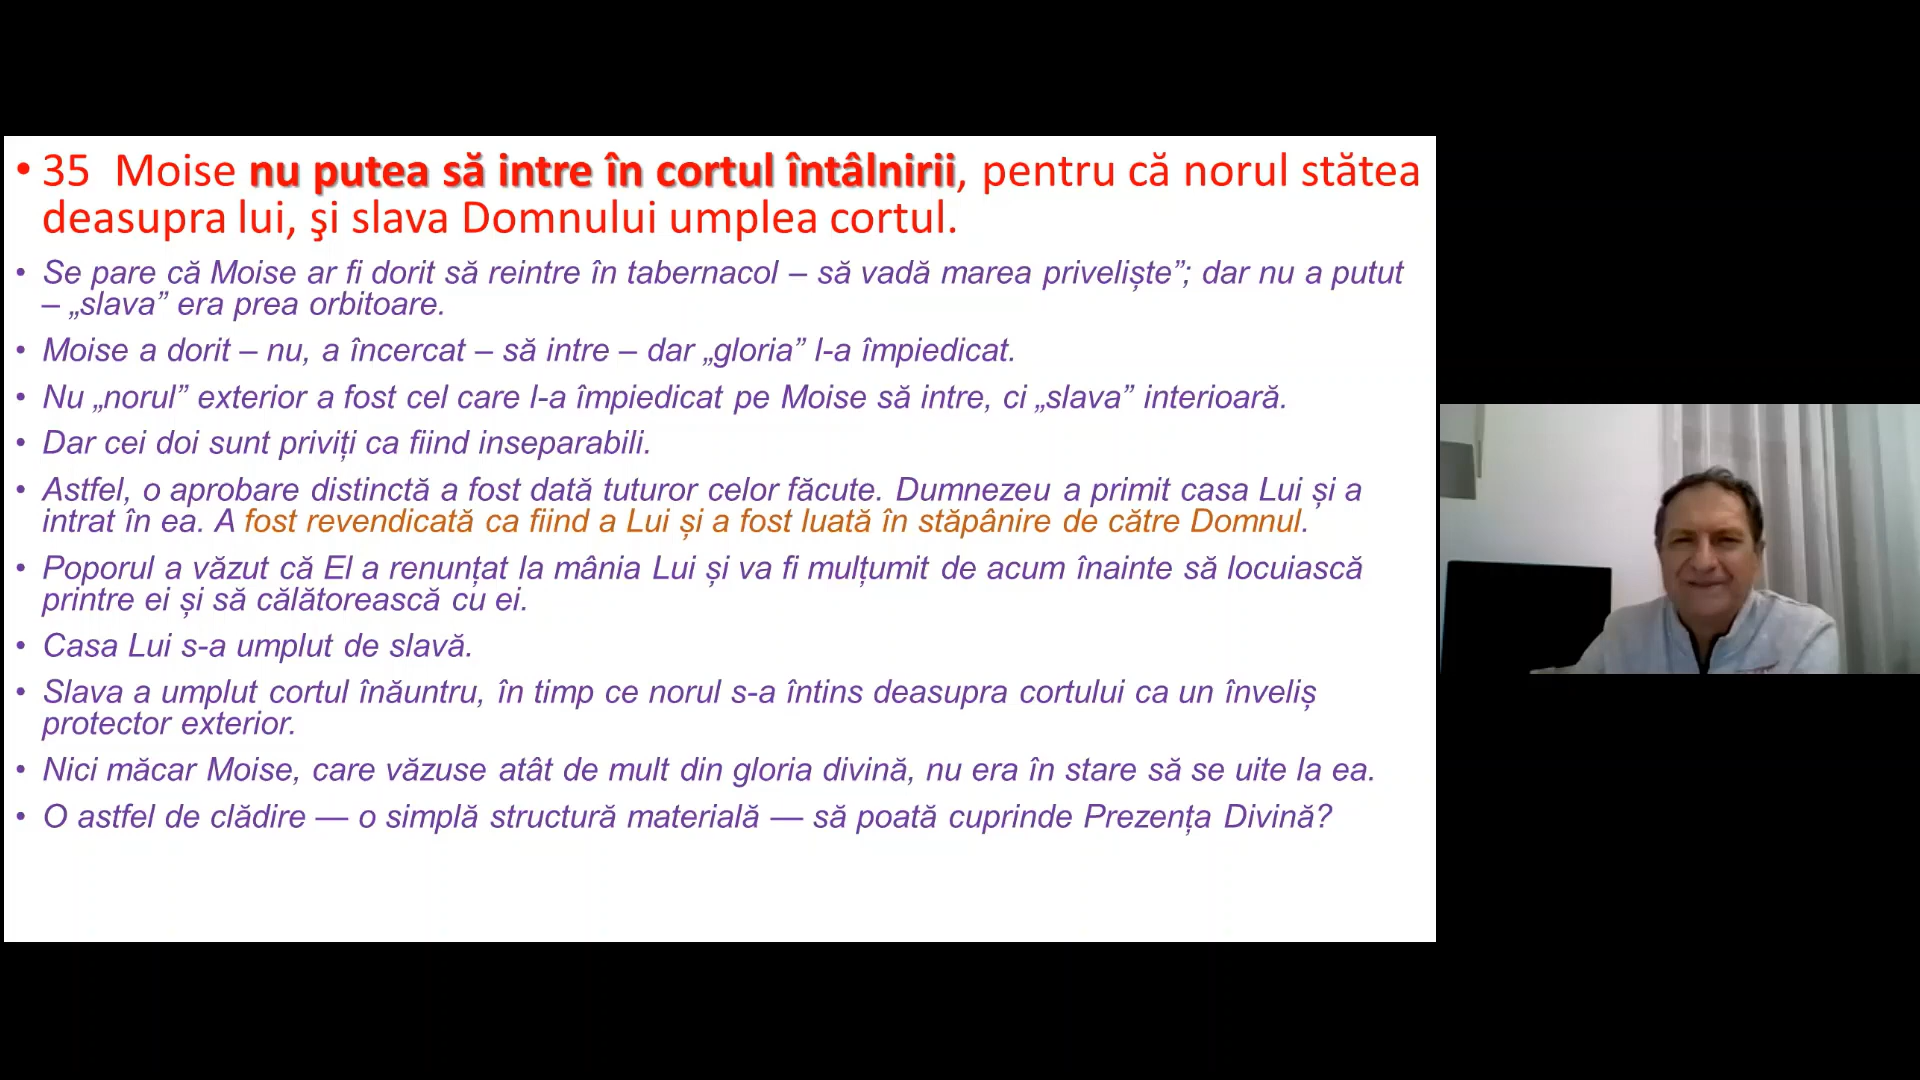 • 35 Moise nu putea să intre în cortul întâlnirii, pentru că norul stătea
deasupra lui, şi slava Domnului umplea cortul.
• Se pare că Moise ar fi dorit să reintre în tabernacol – să vadă marea priveliște”; dar nu a putut
– „slava” era prea orbitoare.
• Moise a dorit – nu, a încercat – să intre – dar „gloria” l-a împiedicat.
• Nu „norul” exterior a fost cel care l-a împiedicat pe Moise să intre, ci „slava” interioară.
• Dar cei doi sunt priviți ca fiind inseparabili.
• Astfel, o aprobare distinctă a fost dată tuturor celor făcute. Dumnezeu a primit casa Lui și a
intrat în ea. A fost revendicată ca fiind a Lui și a fost luată în stăpânire de către Domnul.
• Poporul a văzut că El a renunțat la mânia Lui și va fi mulțumit de acum înainte să locuiască
printre ei și să călătorească cu ei.
• Casa Lui s-a umplut de slavă.
• Slava a umplut cortul înăuntru, în timp ce norul s-a întins deasupra cortului ca un înveliș
protector exterior.
• Nici măcar Moise, care văzuse atât de mult din gloria divină, nu era în stare să se uite la ea.
• O astfel de clădire — o simplă structură materială — să poată cuprinde Prezența Divină?